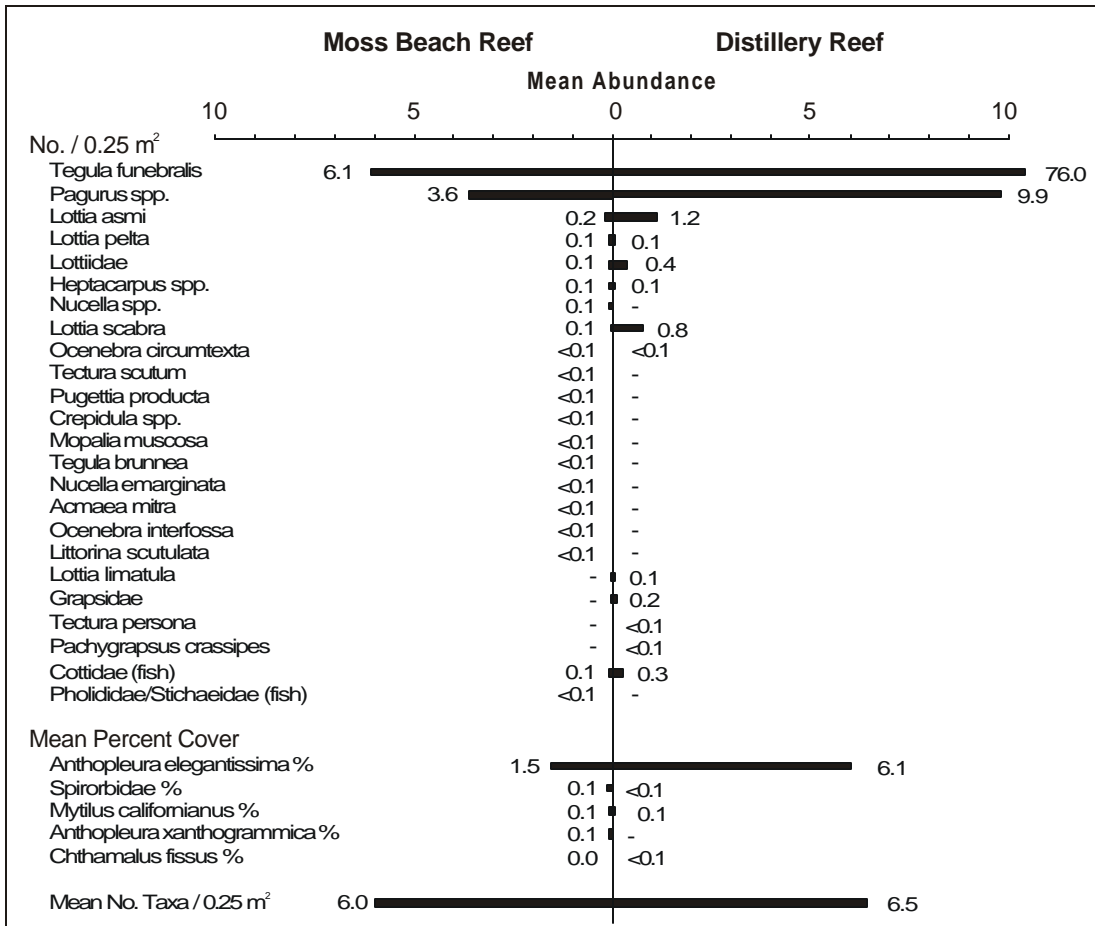 Moss Beach Reef Distillery Reef
Mean Abundance
10 5 0 5 10
No. / 0.25 m²
Tegula funebralis 6.1 76.0
Pagurus spp. 3.6 9.9
Lottia asmi 0.2 1.2
Lottia pelta 0.1 0.1
Lottiidae 0.1 0.4
Heptacarpus spp. 0.1 0.1
Nucella spp. 0.1 -
Lottia scabra 0.1 0.8
Ocenebra circumtexta <0.1 <0.1
Tectura scutum <0.1 -
Pugettia producta <0.1 -
Crepidula spp. <0.1 -
Mopalia muscosa <0.1 -
Tegula brunnea <0.1 -
Nucella emarginata <0.1 -
Acmaea mitra <0.1 -
Ocenebra interfossa <0.1 -
Littorina scutulata <0.1 -
Lottia limatula - 0.1
Grapsidae - 0.2
Tectura persona - <0.1
Pachygrapsus crassipes - <0.1
Cottidae (fish) 0.1 0.3
Pholididae/Stichaeidae (fish) <0.1 -
Mean Percent Cover
Anthopleura elegantissima % 1.5 6.1
Spirorbidae % 0.1 <0.1
Mytilus californianus % 0.1 0.1
Anthopleura xanthogrammica % 0.1 -
Chthamalus fissus % 0.0 <0.1
Mean No. Taxa / 0.25 m² 6.0 6.5